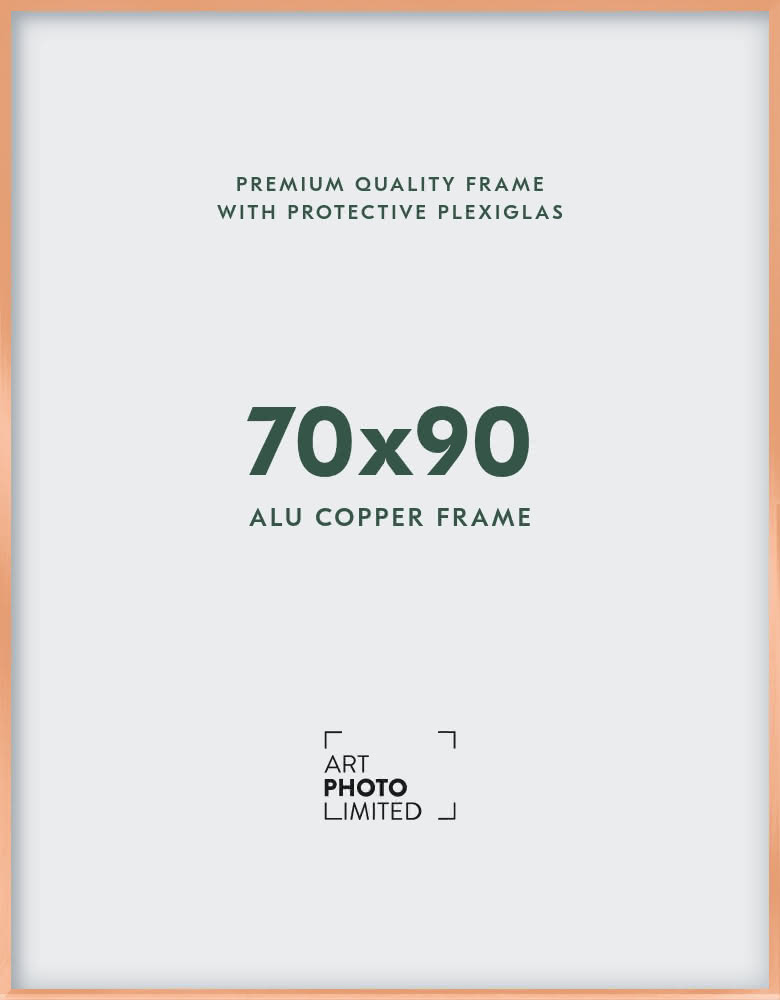 PREMIUM QUALITY FRAME
WITH PROTECTIVE PLEXIGLAS
70x90
ALU COPPER FRAME
ART
PHOTO
LIMITED